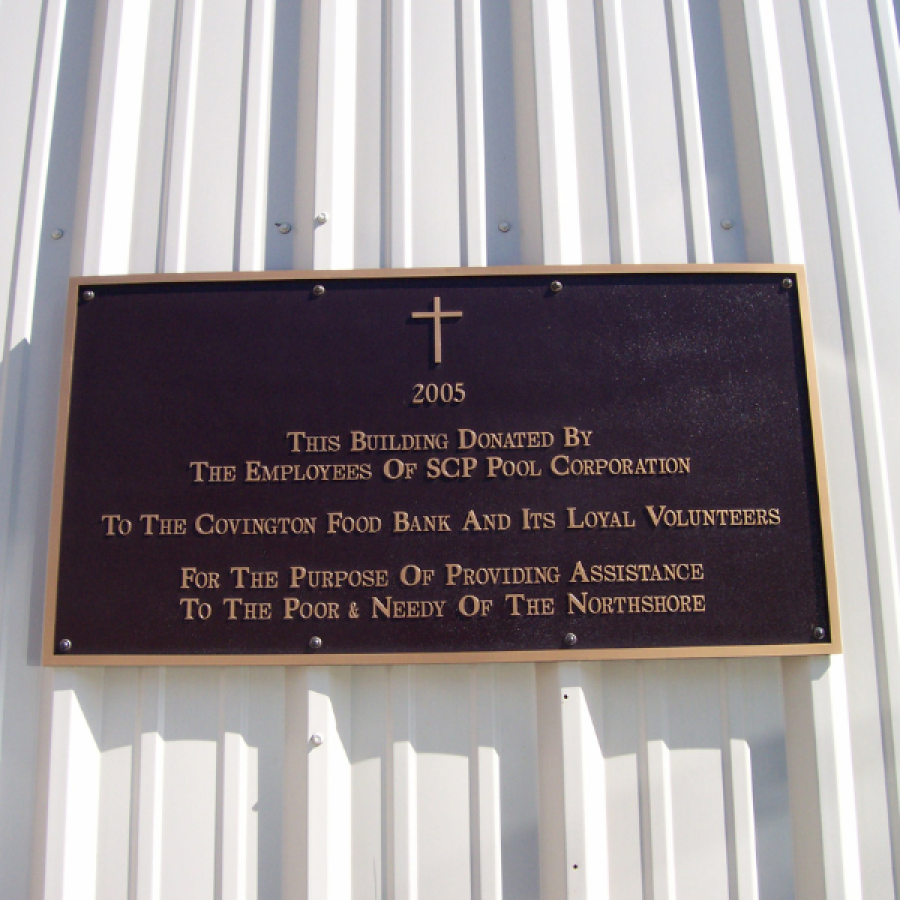 2005
This Building Donated By
The Employees Of SCP Pool Corporation
To The Covington Food Bank And Its Loyal Volunteers
For The Purpose Of Providing Assistance
To The Poor & Needy Of The Northshore